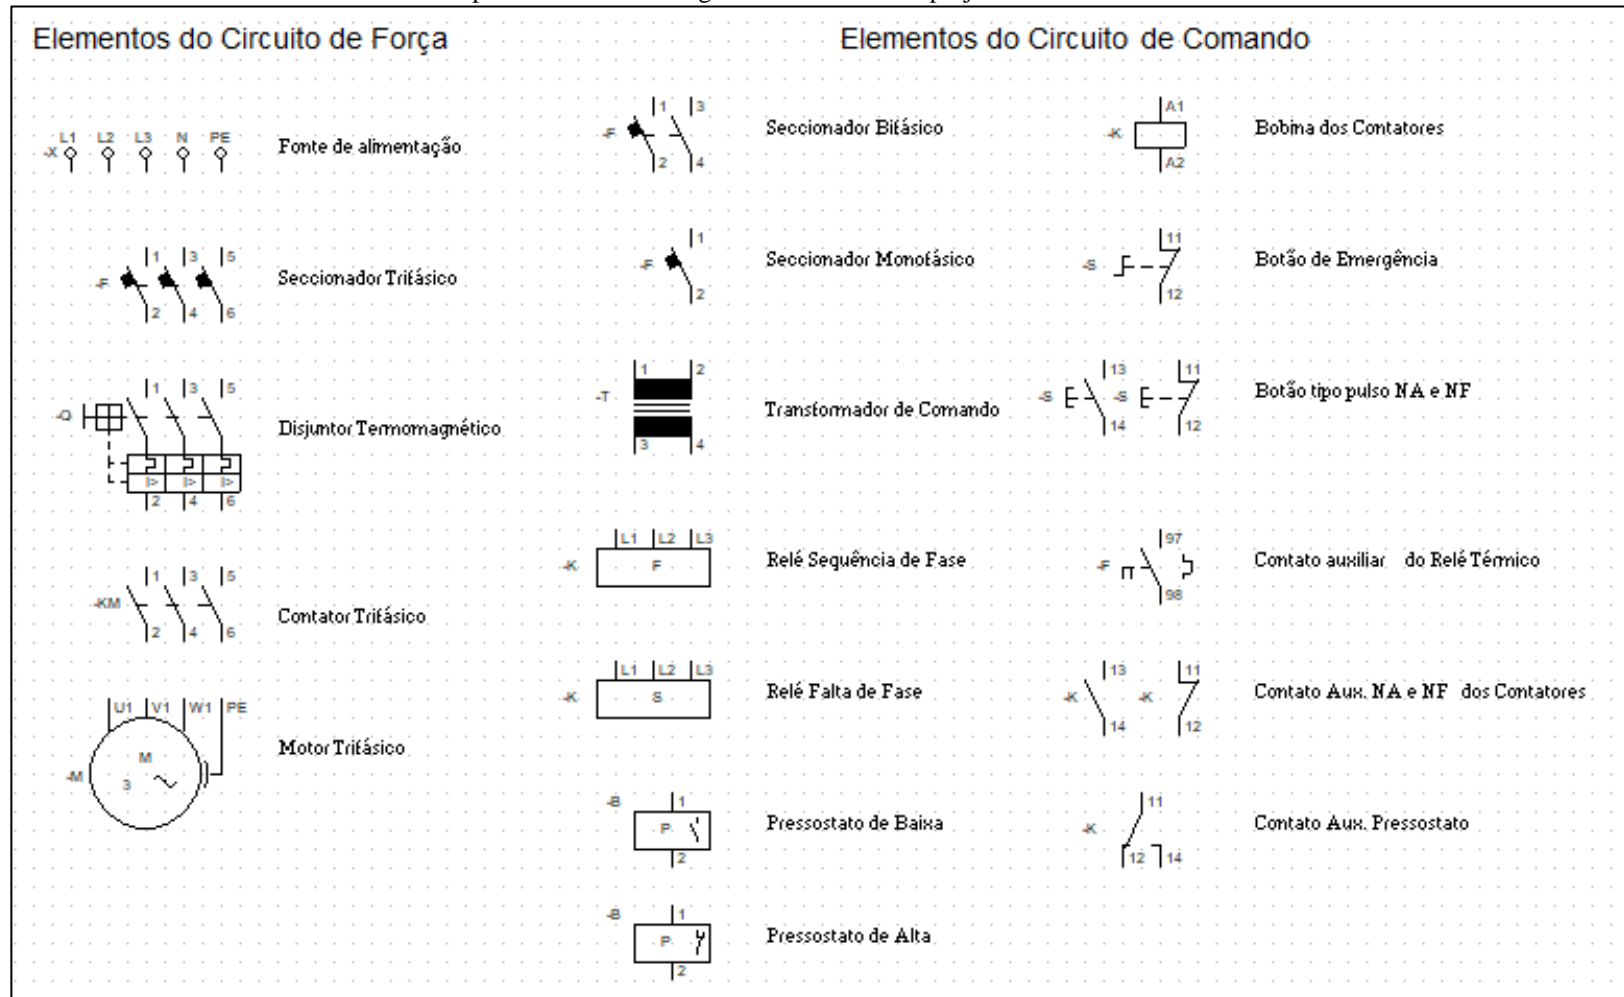 Elementos do Circuito de Força
L1 L2 L3 N PE
-X
Fonte de alimentação
1 3 5
-F
Seccionador Trifásico
2 4 6
1 3 5
-Q
Disjuntor Termomagnético
I> I> I>
2 4 6
1 3 5
-KM
Contator Trifásico
2 4 6
U1 V1 W1 PE
M
Motor Trifásico
-M
3
Elementos do Circuito de Comando
1 3
-F
Seccionador Bifásico
2 4
1
-F
Seccionador Monofásico
2
1 2
-T
Transformador de Comando
3 4
L1 L2 L3
-K
F
Relé Sequência de Fase
L1 L2 L3
-K
S
Relé Falta de Fase
-B
1
P
Pressostato de Baixa
2
-B
1
P
Pressostato de Alta
2
A1
-K
Bobina dos Contatores
A2
11
-S
Botão de Emergência
12
13 11
-S -S
Botão tipo pulso NA e NF
14 12
97
-F
Contato auxiliar do Relé Térmico
98
13 11
-K -K
Contato Aux. NA e NF dos Contatores
14 12
11
-K
Contato Aux. Pressostato
12 14